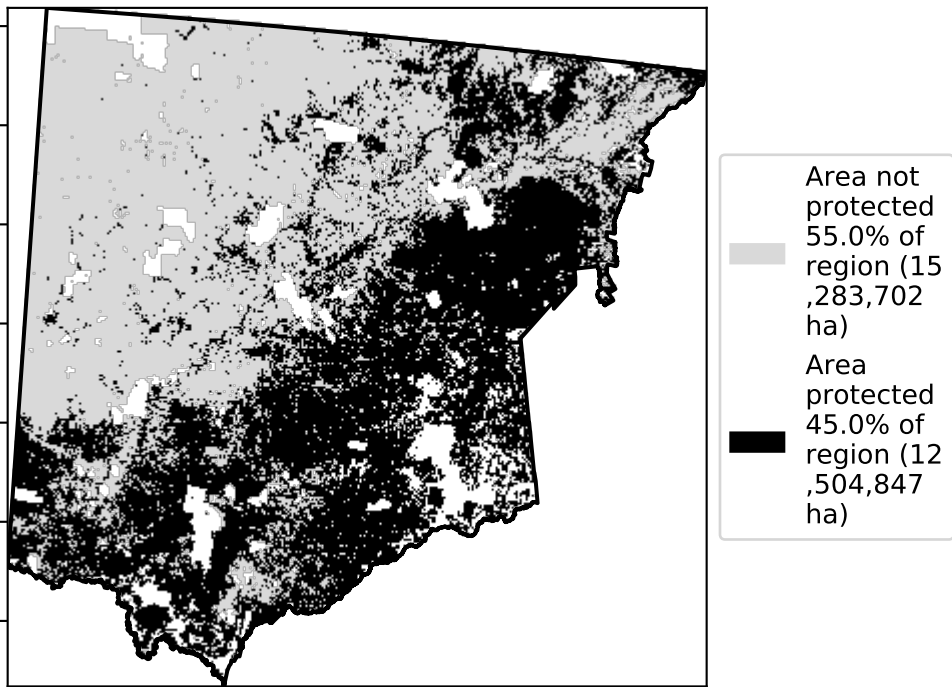 Area not
protected
55.0% of
region (15
,283,702
ha)
Area
protected
45.0% of
region (12
,504,847
ha)